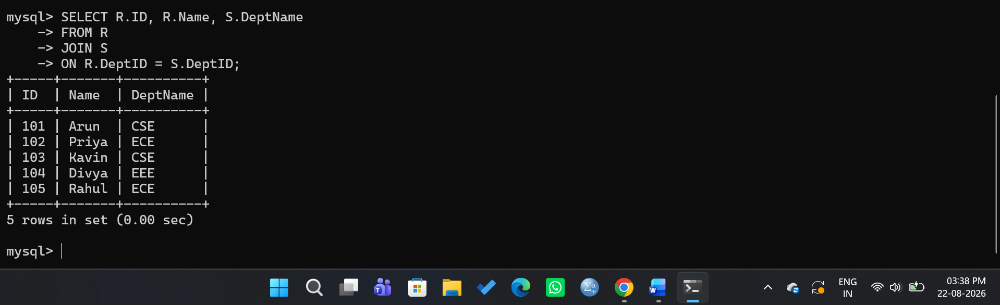 mysql> SELECT R.ID, R.Name, S.DeptName
    -> FROM R
    -> JOIN S
    -> ON R.DeptID = S.DeptID;
+-----+-------+----------+
| ID  | Name  | DeptName |
+-----+-------+----------+
| 101 | Arun  | CSE      |
| 102 | Priya | ECE      |
| 103 | Kavin | CSE      |
| 104 | Divya | EEE      |
| 105 | Rahul | ECE      |
+-----+-------+----------+
5 rows in set (0.00 sec)
mysql>
ENG
IN
03:38 PM
22-08-2026